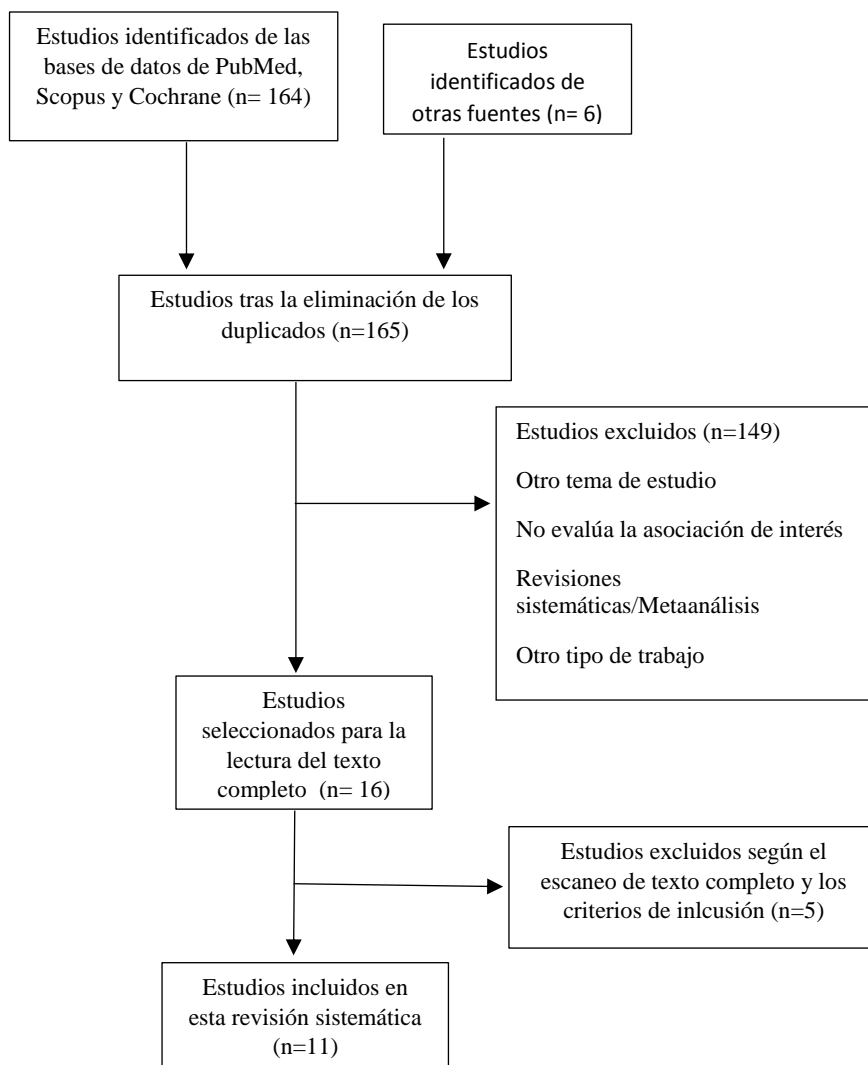 Estudios identificados de las
bases de datos de PubMed,
Scopus y Cochrane (n= 164)
Estudios
identificados de
otras fuentes (n= 6)
Estudios tras la eliminación de los
duplicados (n=165)
Estudios excluidos (n=149)
Otro tema de estudio
No evalúa la asociación de interés
Revisiones
sistemáticas/Metaanálisis
Otro tipo de trabajo
Estudios
seleccionados para la
lectura del texto
completo (n= 16)
Estudios excluidos según el
escaneo de texto completo y los
criterios de inlcusión (n=5)
Estudios incluidos en
esta revisión sistemática
(n=11)